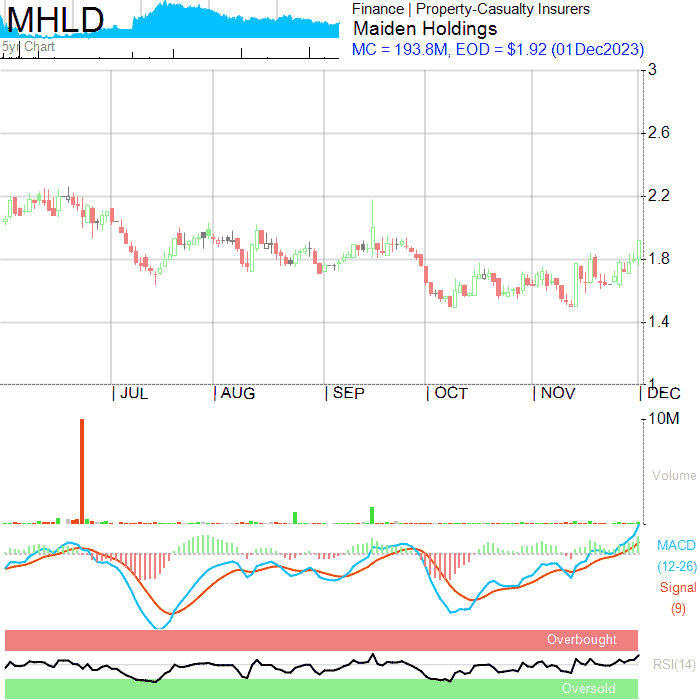 MHLD
5yr Chart
Finance | Property-Casualty Insurers
Maiden Holdings
MC = 193.8M, EOD = $1.92 (01Dec2023)
3
2.6
2.2
1.8
1.4
1
JUL
AUG
SEP
OCT
NOV
DEC
10M
Volume
MACD
(12-26)
Signal
(9)
Overbought
RSI(14)
Oversold